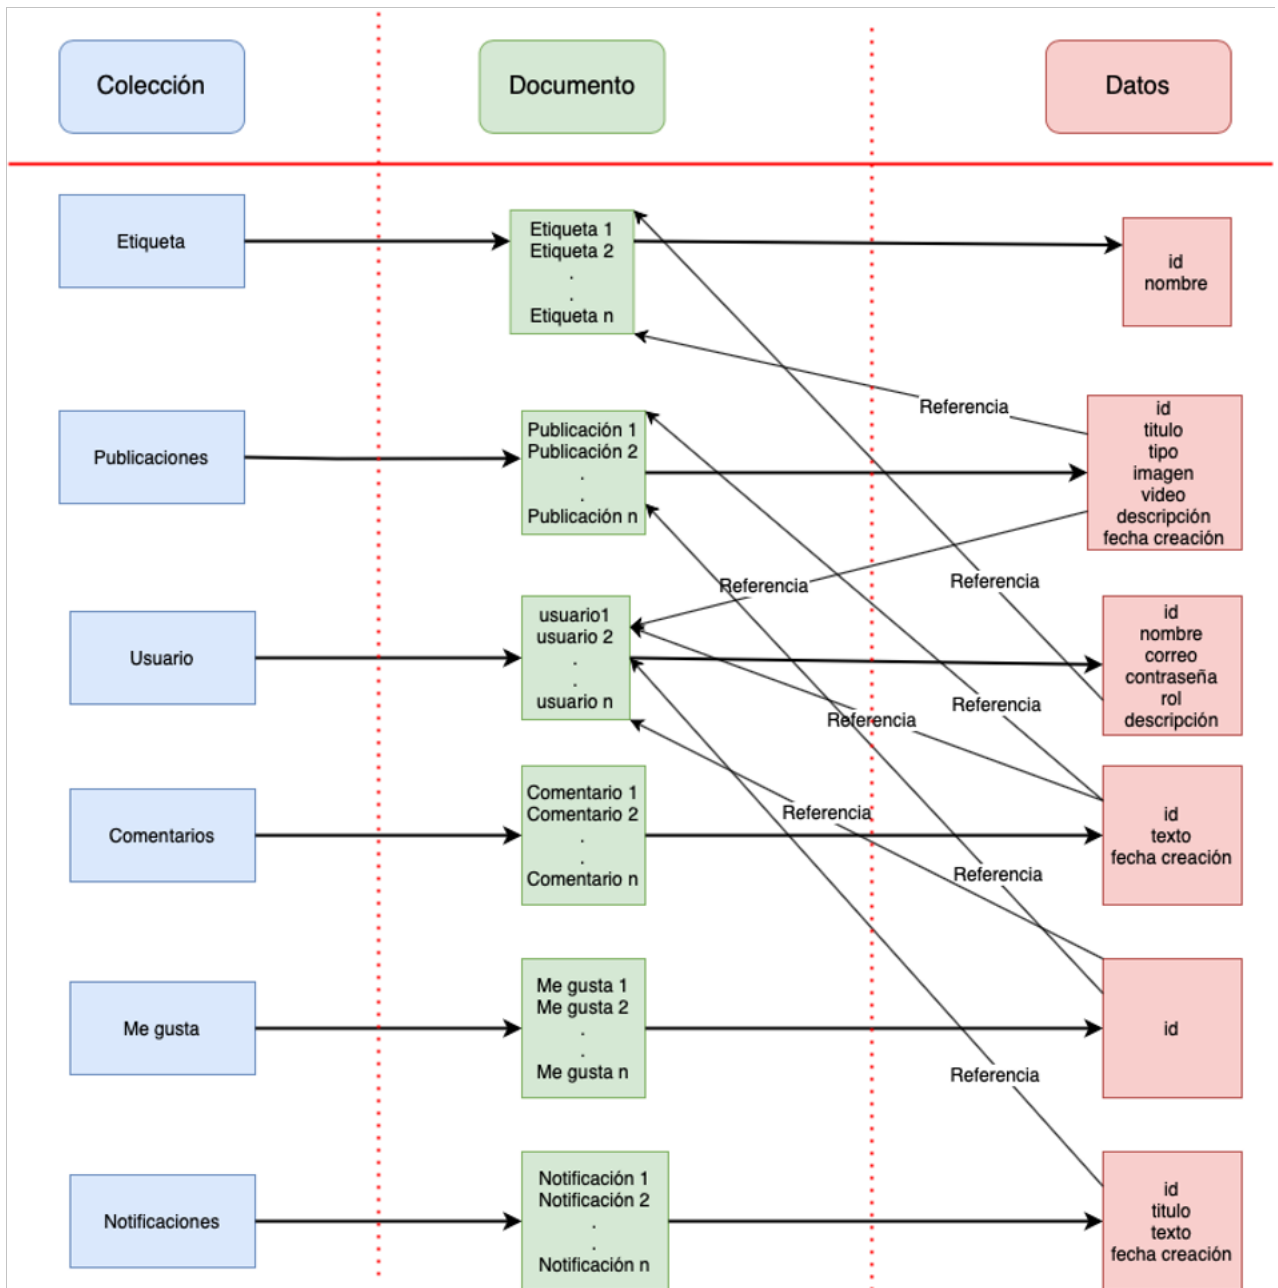 Colección
Documento
Datos
Etiqueta
Etiqueta 1
Etiqueta 2
.
.
Etiqueta n
id
nombre
Referencia
Publicaciones
Publicación 1
Publicación 2
.
.
Publicación n
id
titulo
tipo
imagen
video
descripción
fecha creación
Referencia
Referencia
Usuario
usuario1
usuario 2
.
.
usuario n
id
nombre
correo
contraseña
rol
descripción
Referencia
Referencia
Comentarios
Comentario 1
Comentario 2
.
.
Comentario n
id
texto
fecha creación
Referencia
Referencia
Me gusta
Me gusta 1
Me gusta 2
.
.
Me gusta n
id
Referencia
Notificaciones
Notificación 1
Notificación 2
.
.
Notificación n
id
titulo
texto
fecha creación